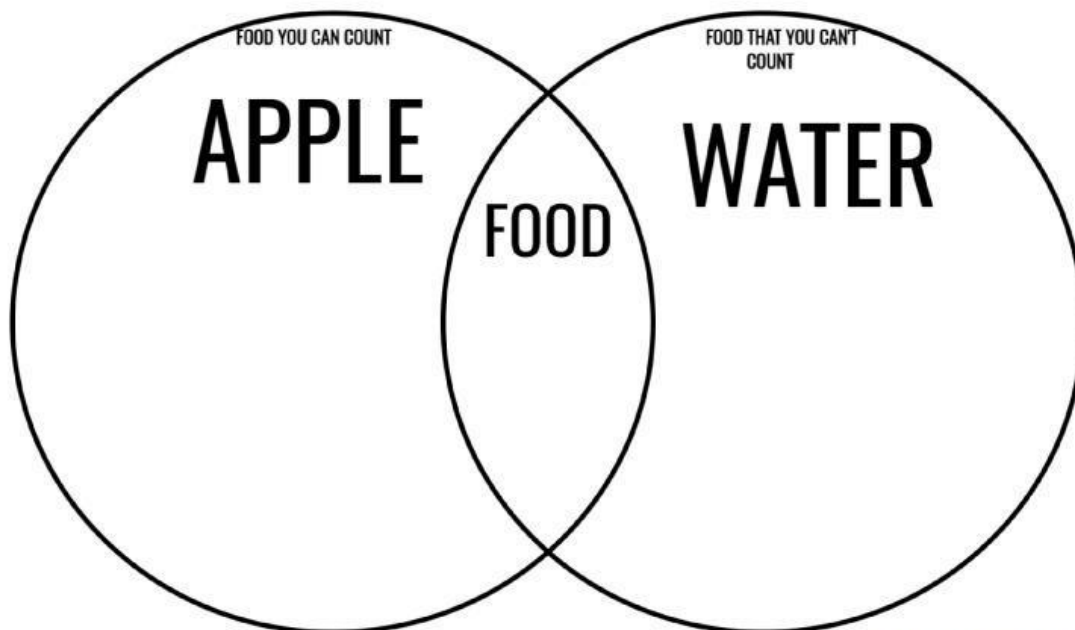 FOOD YOU CAN COUNT
APPLE
FOOD
FOOD THAT YOU CAN'T
COUNT
WATER